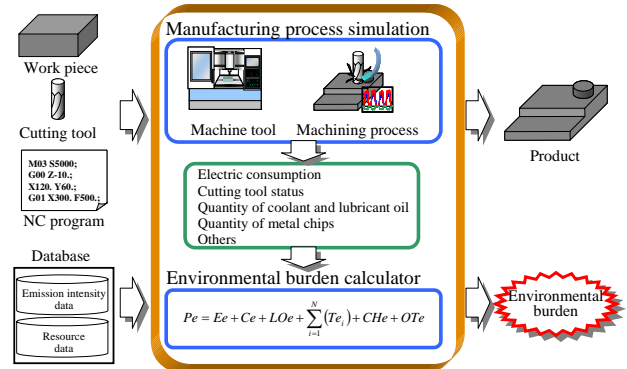 Manufacturing process simulation
Work piece
Cutting tool
M03 S5000;
G00 Z-10.;
X120. Y60.;
G01 X300. F500.;
NC program
Machine tool
Machining process
Product
Electric consumption
Cutting tool status
Quantity of coolant and lubricant oil
Quantity of metal chips
Others
Database
Emission intensity
data
Resource
data
Environmental burden calculator
Pe = Ee + Ce + LOe + \sum_{i=1}^{N} (Te_i) + CHe + OTe
Environmental
burden